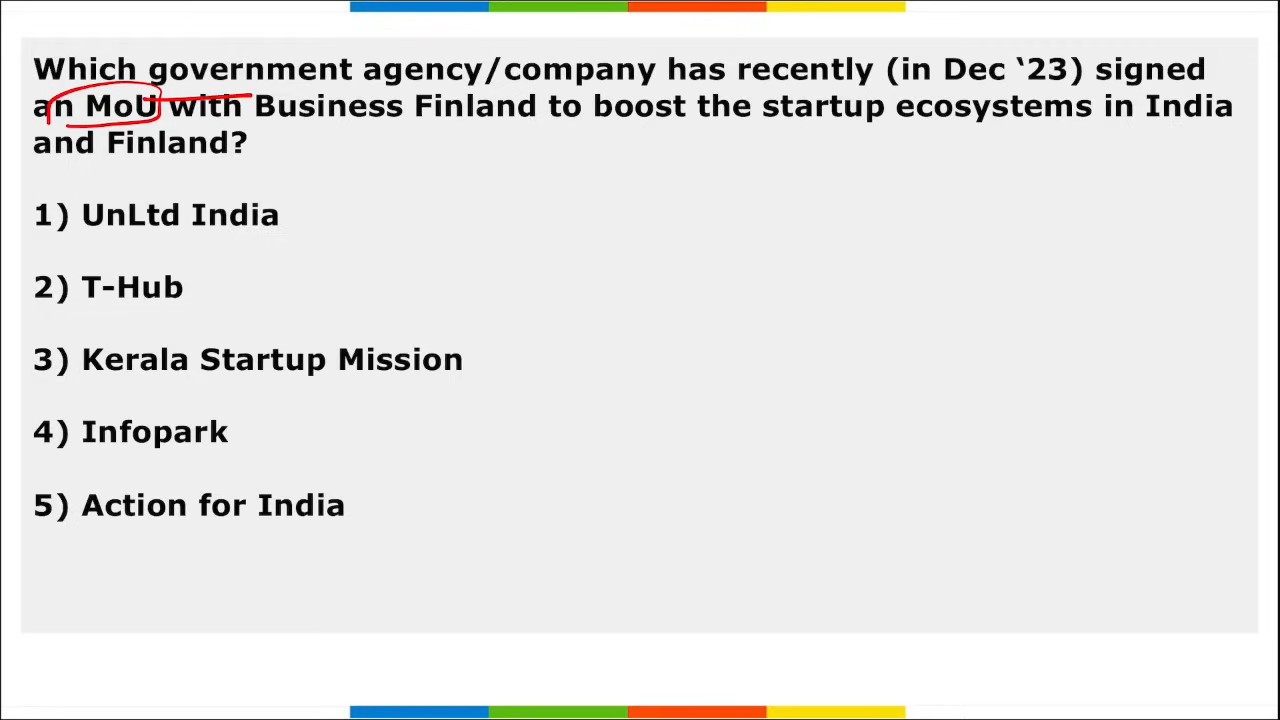 Which government agency/company has recently (in Dec ‘23) signed
an MoU with Business Finland to boost the startup ecosystems in India
and Finland?
1) UnLtd India
2) T-Hub
3) Kerala Startup Mission
4) Infopark
5) Action for India